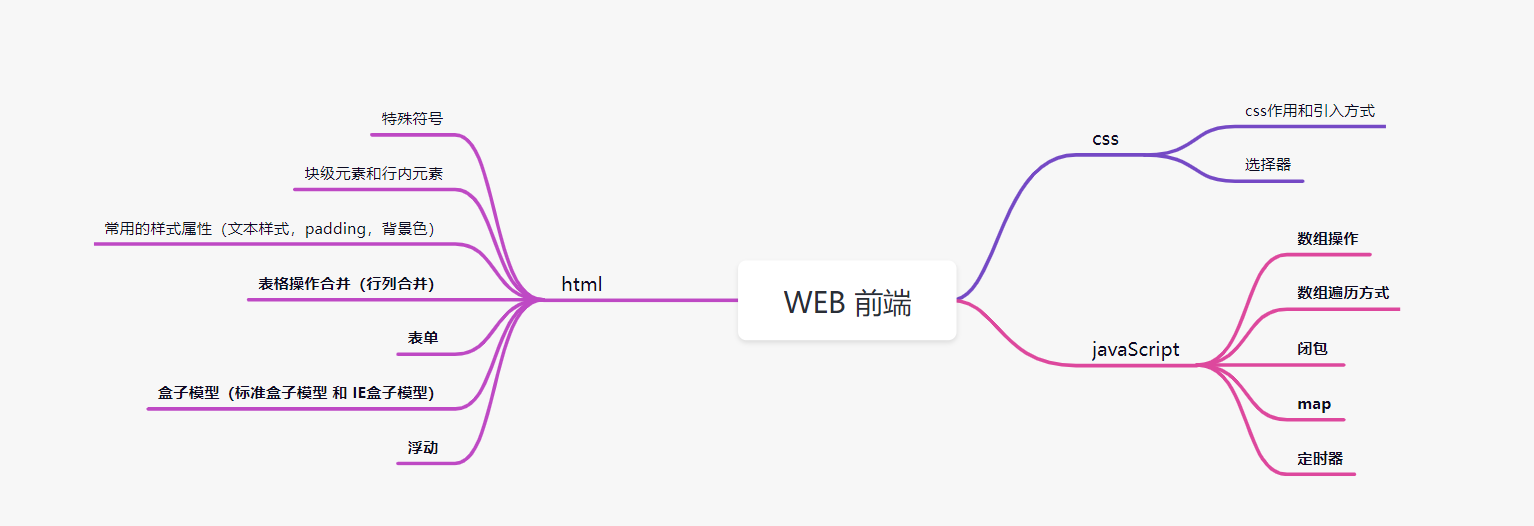 WEB 前端
html
特殊符号
块级元素和行内元素
常用的样式属性（文本样式，padding，背景色）
表格操作合并（行列合并）
表单
盒子模型（标准盒子模型 和 IE盒子模型）
浮动
css
css作用和引入方式
选择器
javaScript
数组操作
数组遍历方式
闭包
map
定时器